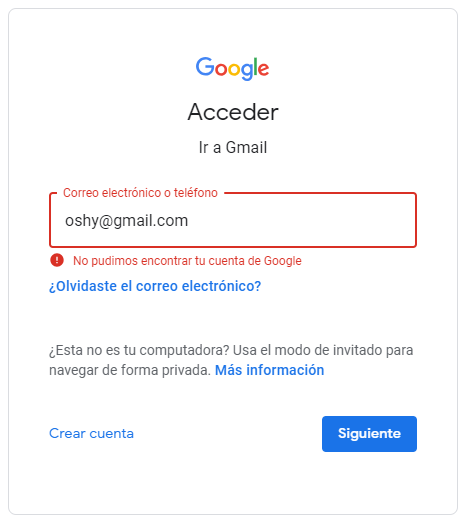 Google
Acceder
Ir a Gmail
Correo electrónico o teléfono
oshy@gmail.com
No pudimos encontrar tu cuenta de Google
¿Olvidaste el correo electrónico?
¿Esta no es tu computadora? Usa el modo de invitado para
navegar de forma privada. Más información
Crear cuenta
Siguiente